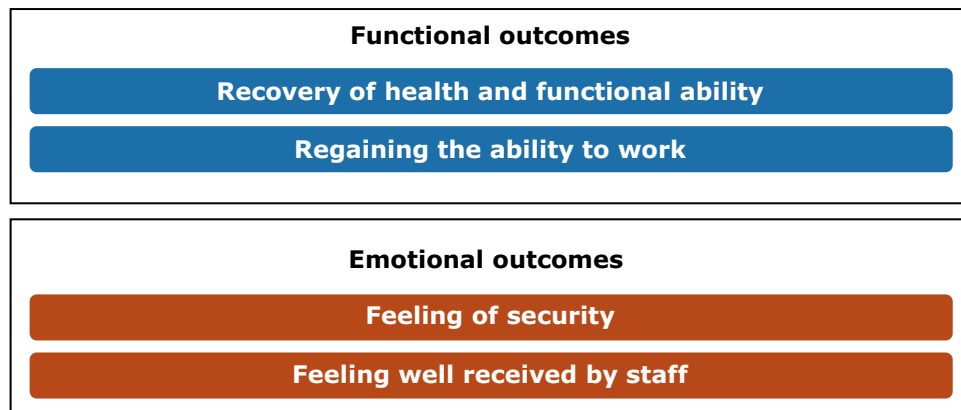 Functional outcomes
Recovery of health and functional ability
Regaining the ability to work
Emotional outcomes
Feeling of security
Feeling well received by staff